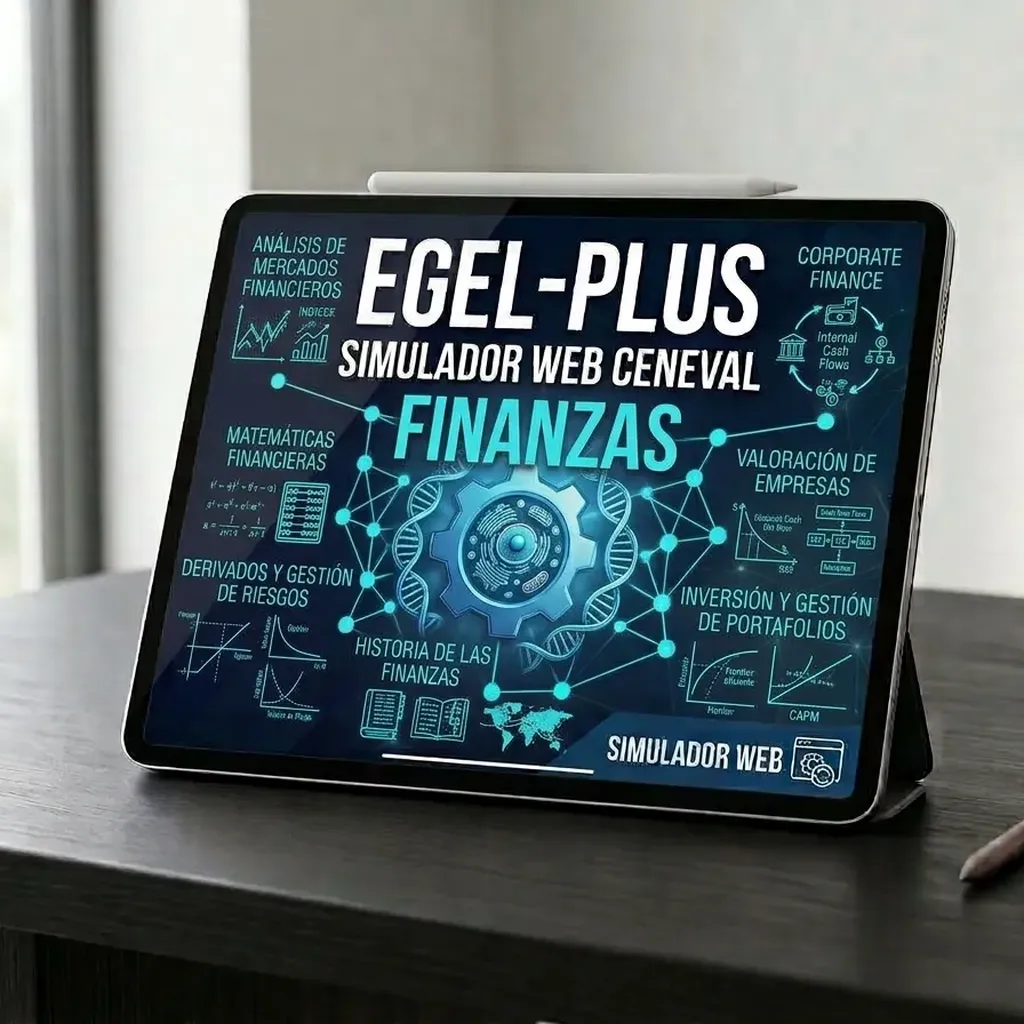 EGEL-PLUS
SIMULADOR WEB CENEVAL
FINANZAS
ANÁLISIS DE
MERCADOS
FINANCIEROS
CORPORATE
FINANCE
Internal
Cash
Flows
MATEMÁTICAS
FINANCIERAS
VALORACIÓN DE
EMPRESAS
DERIVADOS Y GESTIÓN
DE RIESGOS
INVERSIÓN Y GESTIÓN
DE PORTAFOLIOS
CAPM
HISTORIA DE LAS
FINANZAS
SIMULADOR WEB